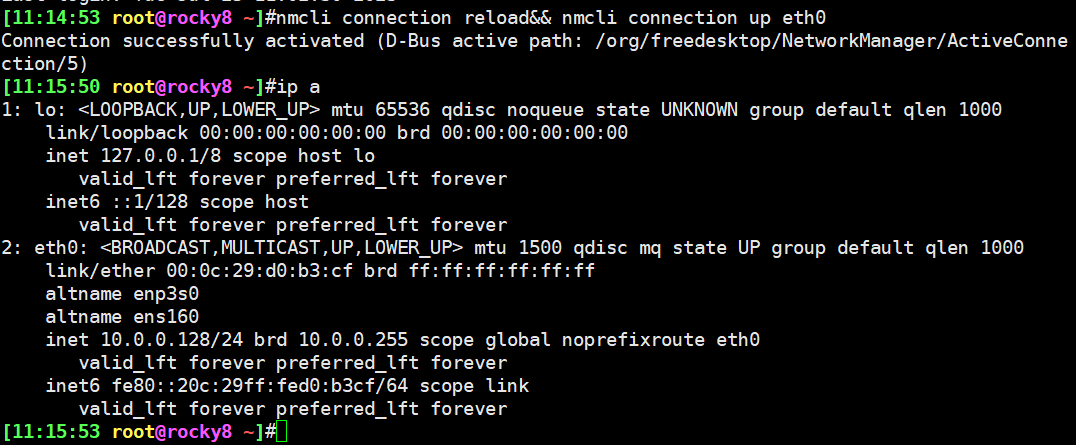 [11:14:53 root@rocky8 ~]#nmcli connection reload&& nmcli connection up eth0
Connection successfully activated (D-Bus active path: /org/freedesktop/NetworkManager/ActiveConne
ction/5)
[11:15:50 root@rocky8 ~]#ip a
1: lo: <LOOPBACK,UP,LOWER_UP> mtu 65536 qdisc noqueue state UNKNOWN group default qlen 1000
    link/loopback 00:00:00:00:00:00 brd 00:00:00:00:00:00
    inet 127.0.0.1/8 scope host lo
       valid_lft forever preferred_lft forever
    inet6 ::1/128 scope host
       valid_lft forever preferred_lft forever
2: eth0: <BROADCAST,MULTICAST,UP,LOWER_UP> mtu 1500 qdisc mq state UP group default qlen 1000
    link/ether 00:0c:29:d0:b3:cf brd ff:ff:ff:ff:ff:ff
    altname enp3s0
    altname ens160
    inet 10.0.0.128/24 brd 10.0.0.255 scope global noprefixroute eth0
       valid_lft forever preferred_lft forever
    inet6 fe80::20c:29ff:fed0:b3cf/64 scope link
       valid_lft forever preferred_lft forever
[11:15:53 root@rocky8 ~]#